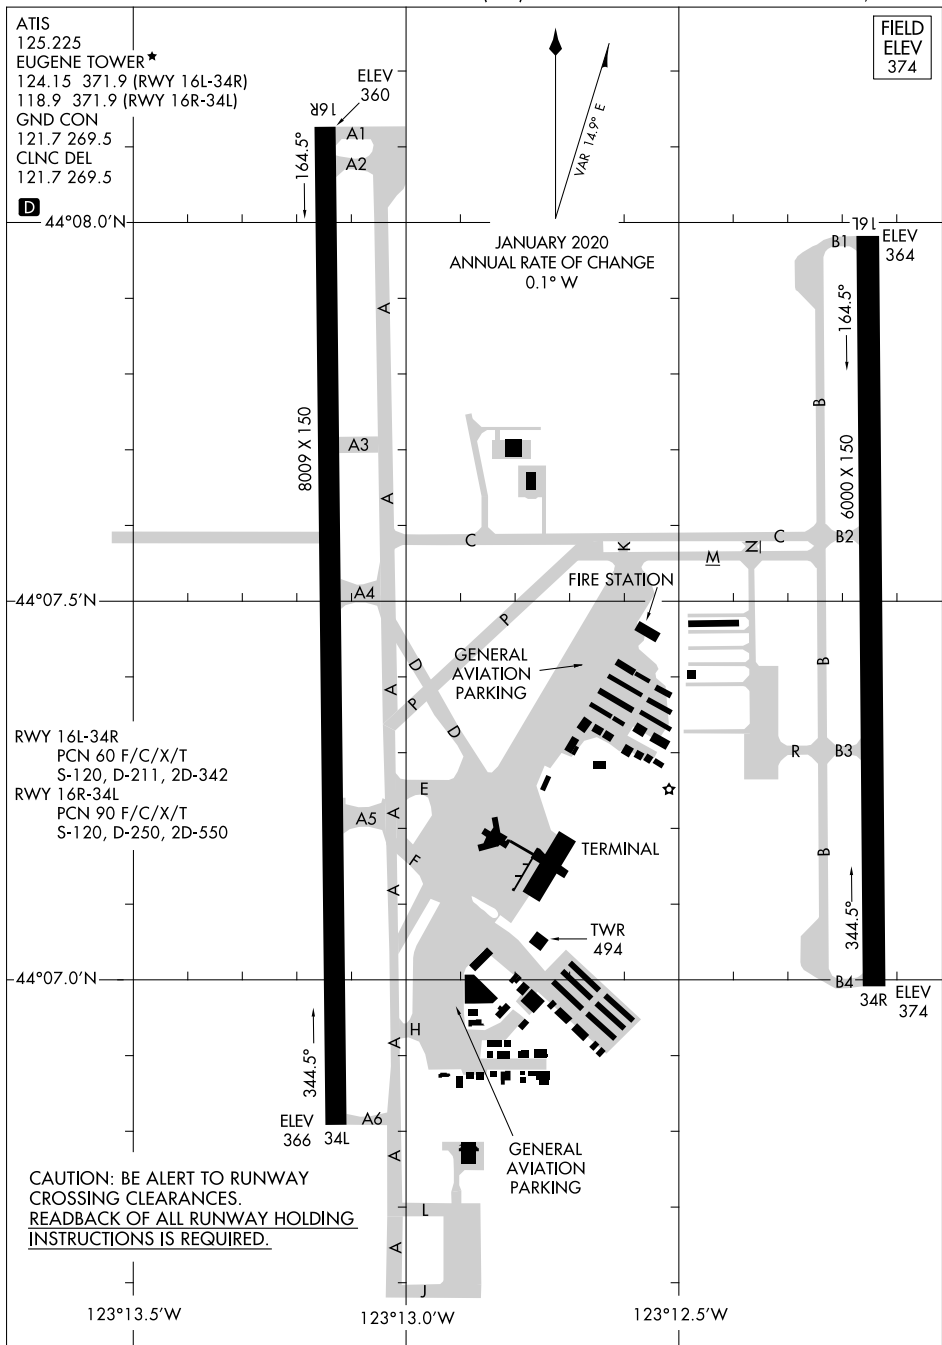 ATIS
125.225
EUGENE TOWER★
124.15 371.9 (RWY 16L-34R)
118.9 371.9 (RWY 16R-34L)
GND CON
121.7 269.5
CLNC DEL
121.7 269.5
D
FIELD
ELEV
374
ELEV
360
16R
164.5°
A1
A2
VAR 14.9° E
JANUARY 2020
ANNUAL RATE OF CHANGE
0.1° W
44°08.0'N
16L
B1
ELEV
364
164.5°
A
B
8009 X 150
A3
6000 X 150
A
C
K
C
N
B2
M
44°07.5'N
A4
FIRE STATION
P
GENERAL
AVIATION
PARKING
D
B
A
P
D
RWY 16L-34R
PCN 60 F/C/X/T
S-120, D-211, 2D-342
RWY 16R-34L
PCN 90 F/C/X/T
S-120, D-250, 2D-550
R
B3
E
A5
A
F
TERMINAL
B
A
344.5°
TWR
494
44°07.0'N
B4
34R
ELEV
374
H
A
344.5°
ELEV
366
34L
A6
A
GENERAL
AVIATION
PARKING
CAUTION: BE ALERT TO RUNWAY
CROSSING CLEARANCES.
READBACK OF ALL RUNWAY HOLDING
INSTRUCTIONS IS REQUIRED.
L
A
J
123°13.5'W
123°13.0'W
123°12.5'W